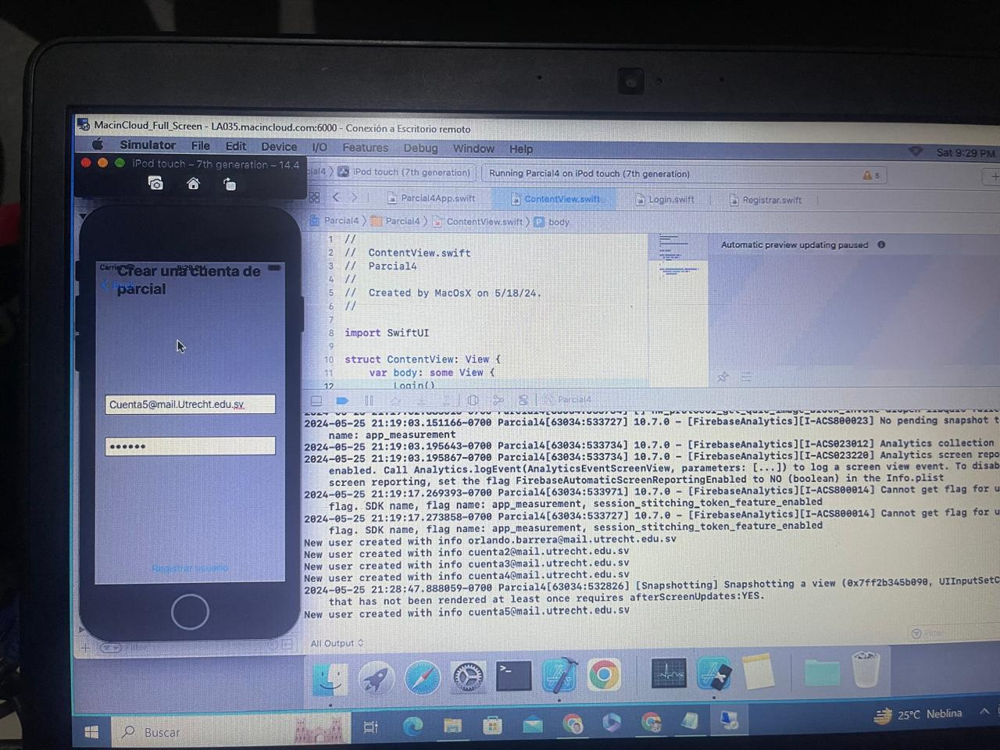 MacinCloud_Full_Screen - LA035.macincloud.com:6000 - Conexión a Escritorio remoto
Simulator File Edit Device I/O Features Debug Window Help
Sat 9:29 PM
iPod touch – 7th generation – 14.4
iPod touch (7th generation)
Running Parcial4 on iPod touch (7th generation)
Parcial4App.swift
ContentView.swift
Login.swift
Registrar.swift
Parcial4 Parcial4 ContentView.swift body
1 //
2 // ContentView.swift
3 // Parcial4
4 //
5 // Created by MacOsX on 5/18/24.
6 //
7
8 import SwiftUI
9
10 struct ContentView: View {
11 var body: some View {
12 Login()
Automatic preview updating paused
Crear una cuenta de
parcial
Cuenta5@mail.Utrecht.edu.sv
••••••
Registrar usuario
Parcial4
2024-05-25 21:19:03.151166-0700 Parcial4[63034:533727] 10.7.0 - [FirebaseAnalytics][I-ACS800023] No pending snapshot t
name: app_measurement
2024-05-25 21:19:03.195643-0700 Parcial4[63034:533734] 10.7.0 - [FirebaseAnalytics][I-ACS023012] Analytics collection
2024-05-25 21:19:03.195867-0700 Parcial4[63034:533734] 10.7.0 - [FirebaseAnalytics][I-ACS023220] Analytics screen repo
enabled. Call Analytics.logEvent(AnalyticsEventScreenView, parameters: [...]) to log a screen view event. To disab
screen reporting, set the flag FirebaseAutomaticScreenReportingEnabled to NO (boolean) in the Info.plist
2024-05-25 21:19:17.269393-0700 Parcial4[63034:533971] 10.7.0 - [FirebaseAnalytics][I-ACS800014] Cannot get flag for u
flag. SDK name, flag name: app_measurement, session_stitching_token_feature_enabled
2024-05-25 21:19:17.273858-0700 Parcial4[63034:533727] 10.7.0 - [FirebaseAnalytics][I-ACS800014] Cannot get flag for u
flag. SDK name, flag name: app_measurement, session_stitching_token_feature_enabled
New user created with info orlando.barrera@mail.utrecht.edu.sv
New user created with info cuenta2@mail.utrecht.edu.sv
New user created with info cuenta3@mail.utrecht.edu.sv
New user created with info cuenta4@mail.utrecht.edu.sv
2024-05-25 21:28:47.888059-0700 Parcial4[63034:532826] [Snapshotting] Snapshotting a view (0x7ff2b345b090, UIInputSetC
that has not been rendered at least once requires afterScreenUpdates:YES.
New user created with info cuenta5@mail.utrecht.edu.sv
Filter
All Output
Filter
Buscar
25°C Neblina